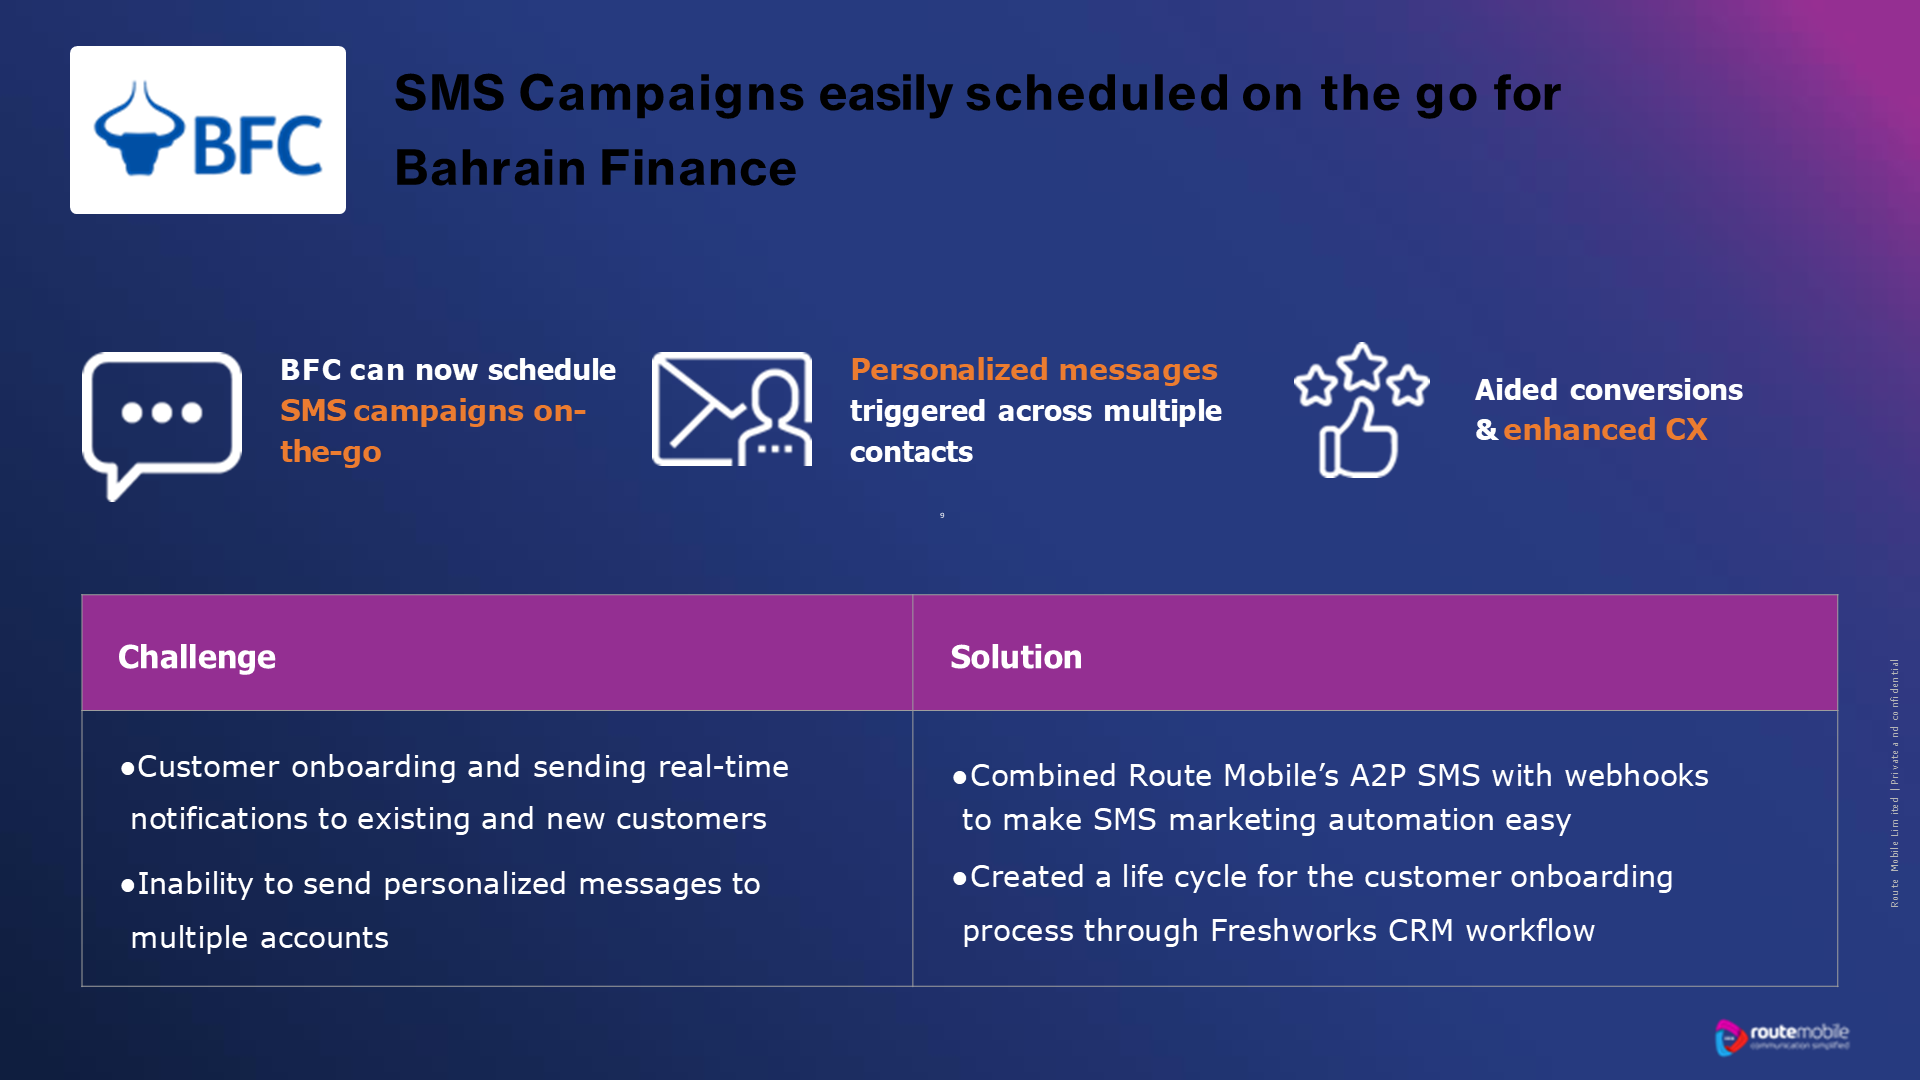 BFC
SMS Campaigns easily scheduled on the go for
Bahrain Finance
BFC can now schedule
SMS campaigns on-
the-go
Personalized messages
triggered across multiple
contacts
Aided conversions
& enhanced CX
9
Challenge
Solution
●Customer onboarding and sending real-time
notifications to existing and new customers
●Inability to send personalized messages to
multiple accounts
●Combined Route Mobile’s A2P SMS with webhooks
to make SMS marketing automation easy
●Created a life cycle for the customer onboarding
process through Freshworks CRM workflow
Route Mobile Limited | Private and confidential
routemobile
communication simplified